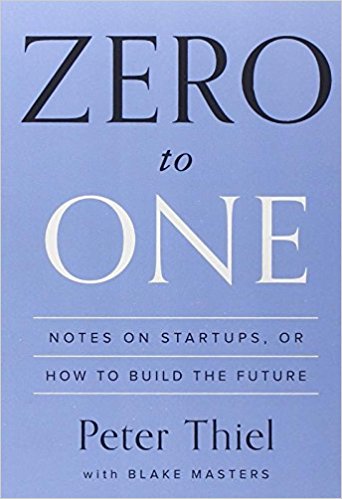 ZERO
to
ONE
NOTES ON STARTUPS, OR
HOW TO BUILD THE FUTURE
Peter Thiel
with BLAKE MASTERS